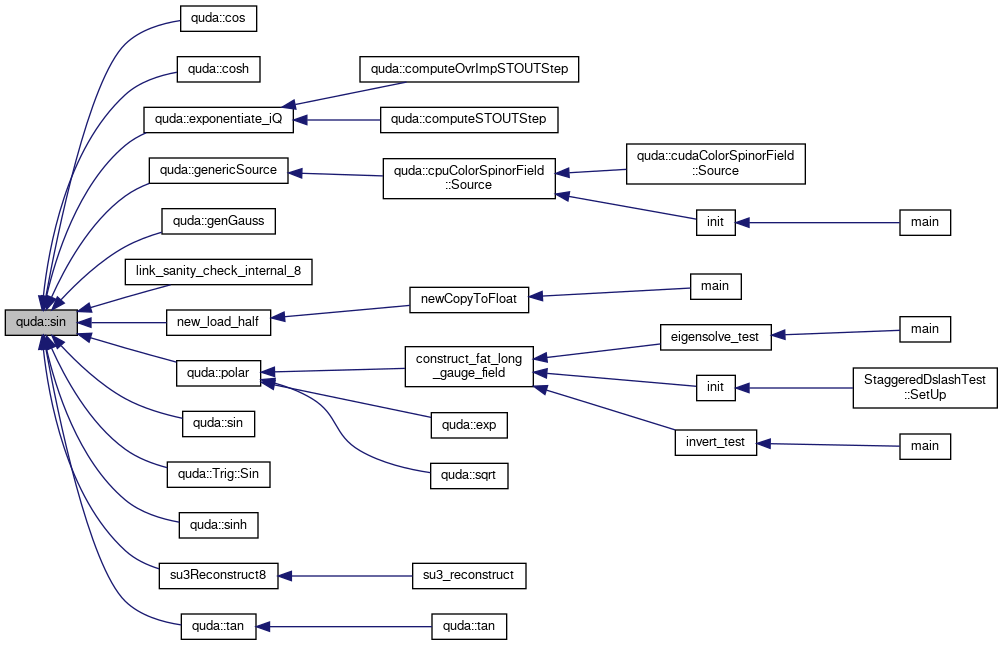 quda::cos
quda::cosh
quda::computeOvrImpSTOUTStep
quda::exponentiate_iQ
quda::computeSTOUTStep
quda::genericSource
quda::cpuColorSpinorField
::Source
quda::cudaColorSpinorField
::Source
init
main
quda::genGauss
link_sanity_check_internal_8
quda::sin
new_load_half
newCopyToFloat
main
quda::polar
construct_fat_long
_gauge_field
eigensolve_test
main
init
StaggeredDslashTest
::SetUp
invert_test
main
quda::exp
quda::sqrt
quda::sin
quda::Trig::Sin
quda::sinh
su3Reconstruct8
su3_reconstruct
quda::tan
quda::tan